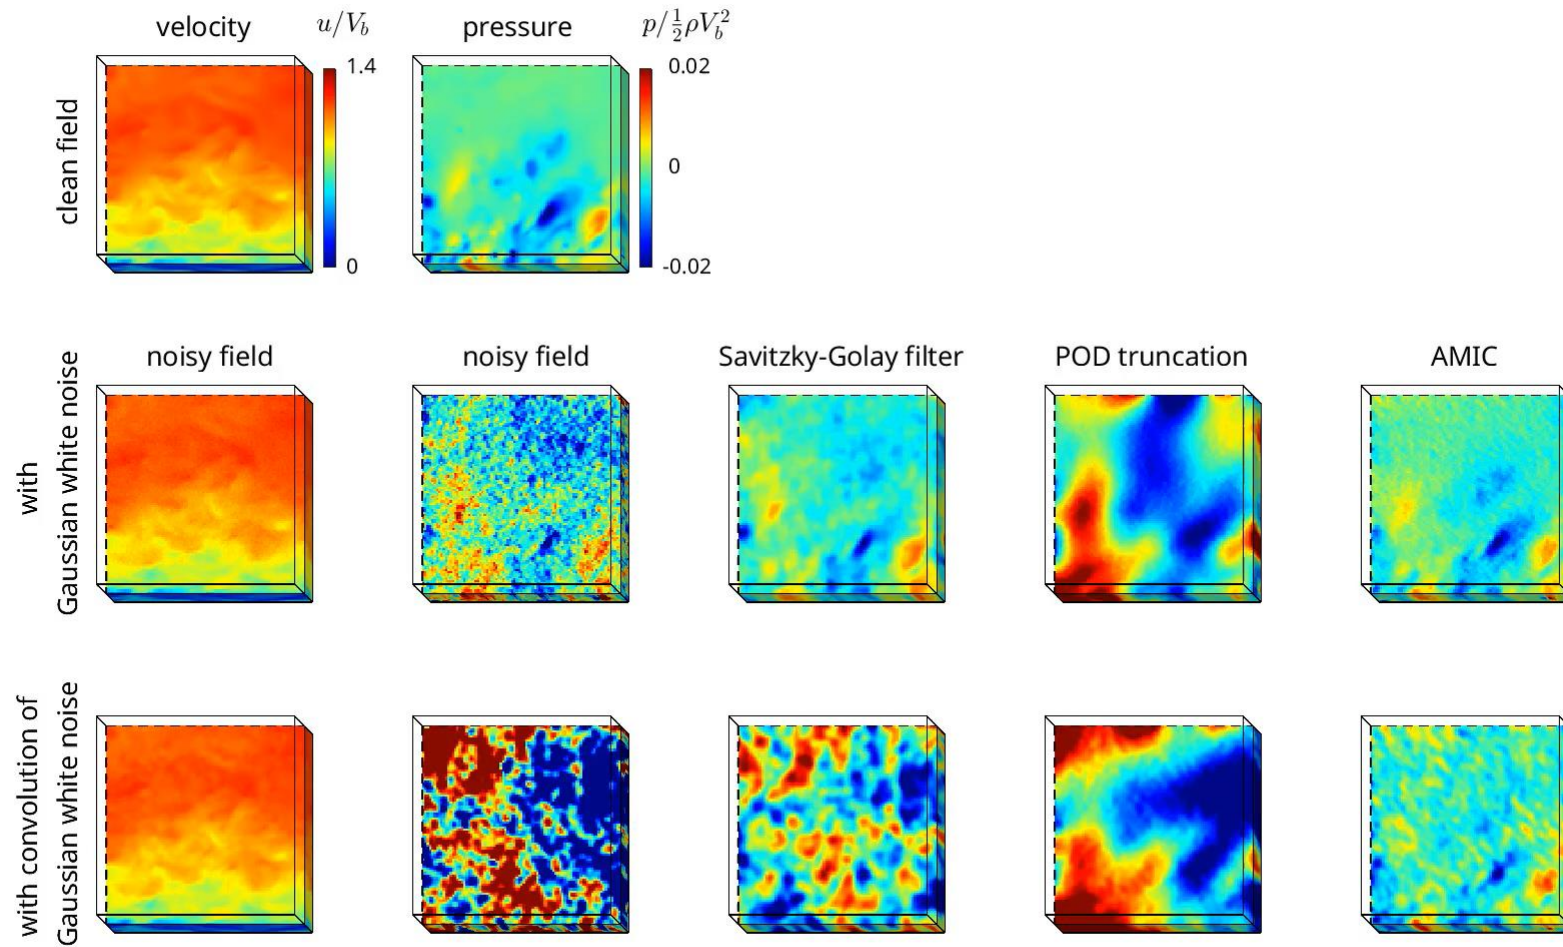 velocity
u/V_b
pressure
p/½ρV_b²
clean field
1.4
0
0.02
0
-0.02
with
Gaussian white noise
noisy field
noisy field
Savitzky-Golay filter
POD truncation
AMIC
with convolution of
Gaussian white noise